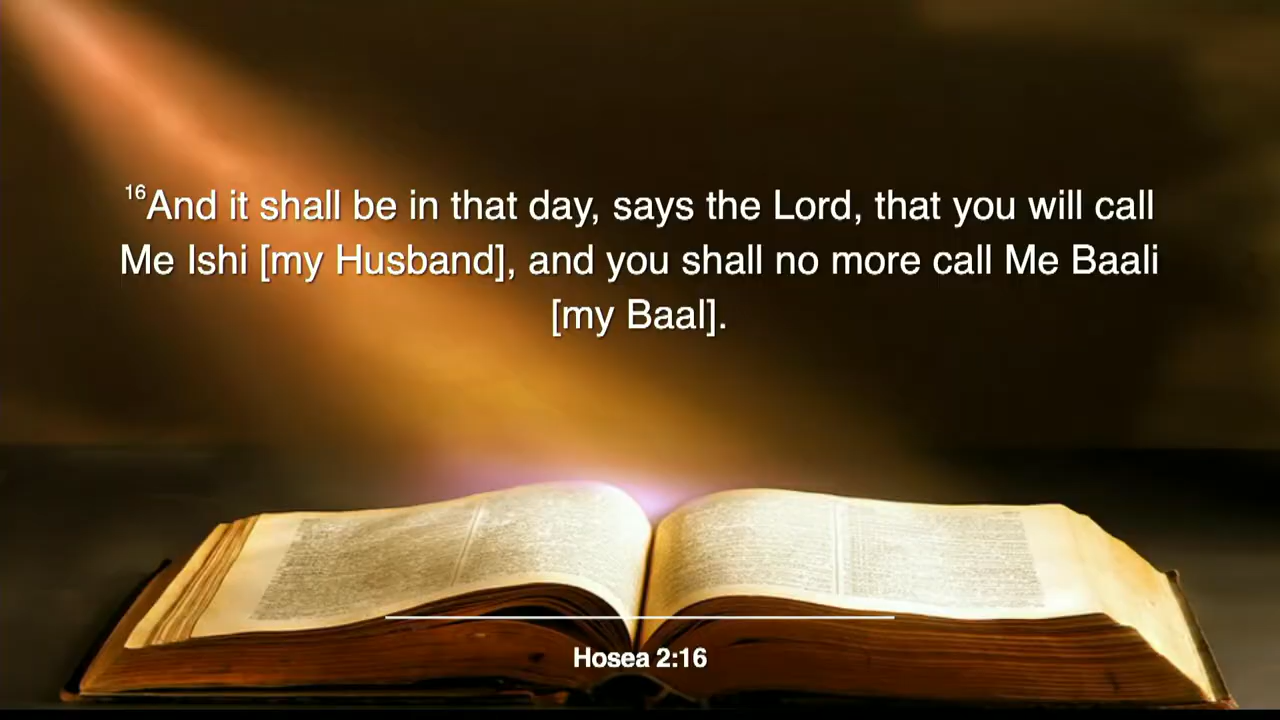 16And it shall be in that day, says the Lord, that you will call
Me Ishi [my Husband], and you shall no more call Me Baali
[my Baal].
Hosea 2:16